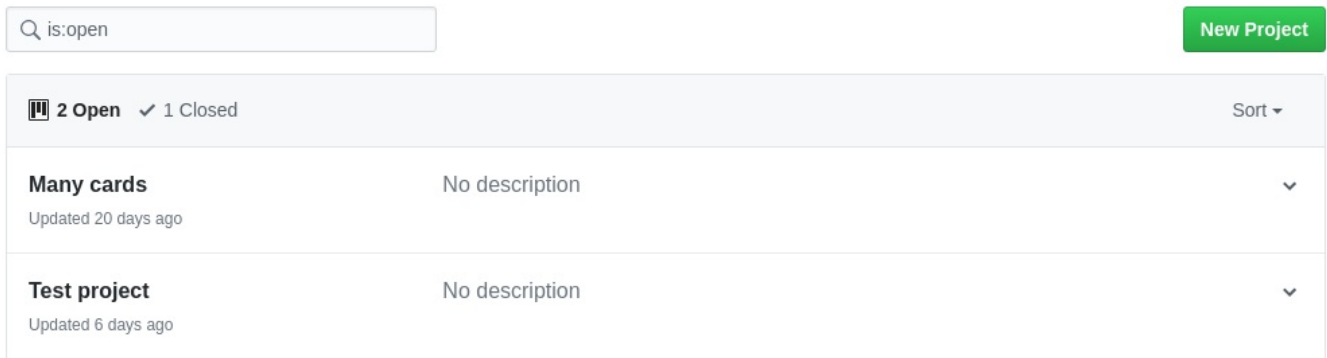 is:open New Project
2 Open 1 Closed Sort
Many cards No description
Updated 20 days ago
Test project No description
Updated 6 days ago